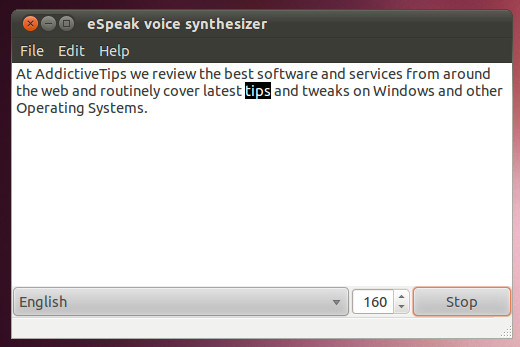 eSpeak voice synthesizer
File Edit Help
At AddictiveTips we review the best software and services from around
the web and routinely cover latest tips and tweaks on Windows and other
Operating Systems.
English 160 Stop